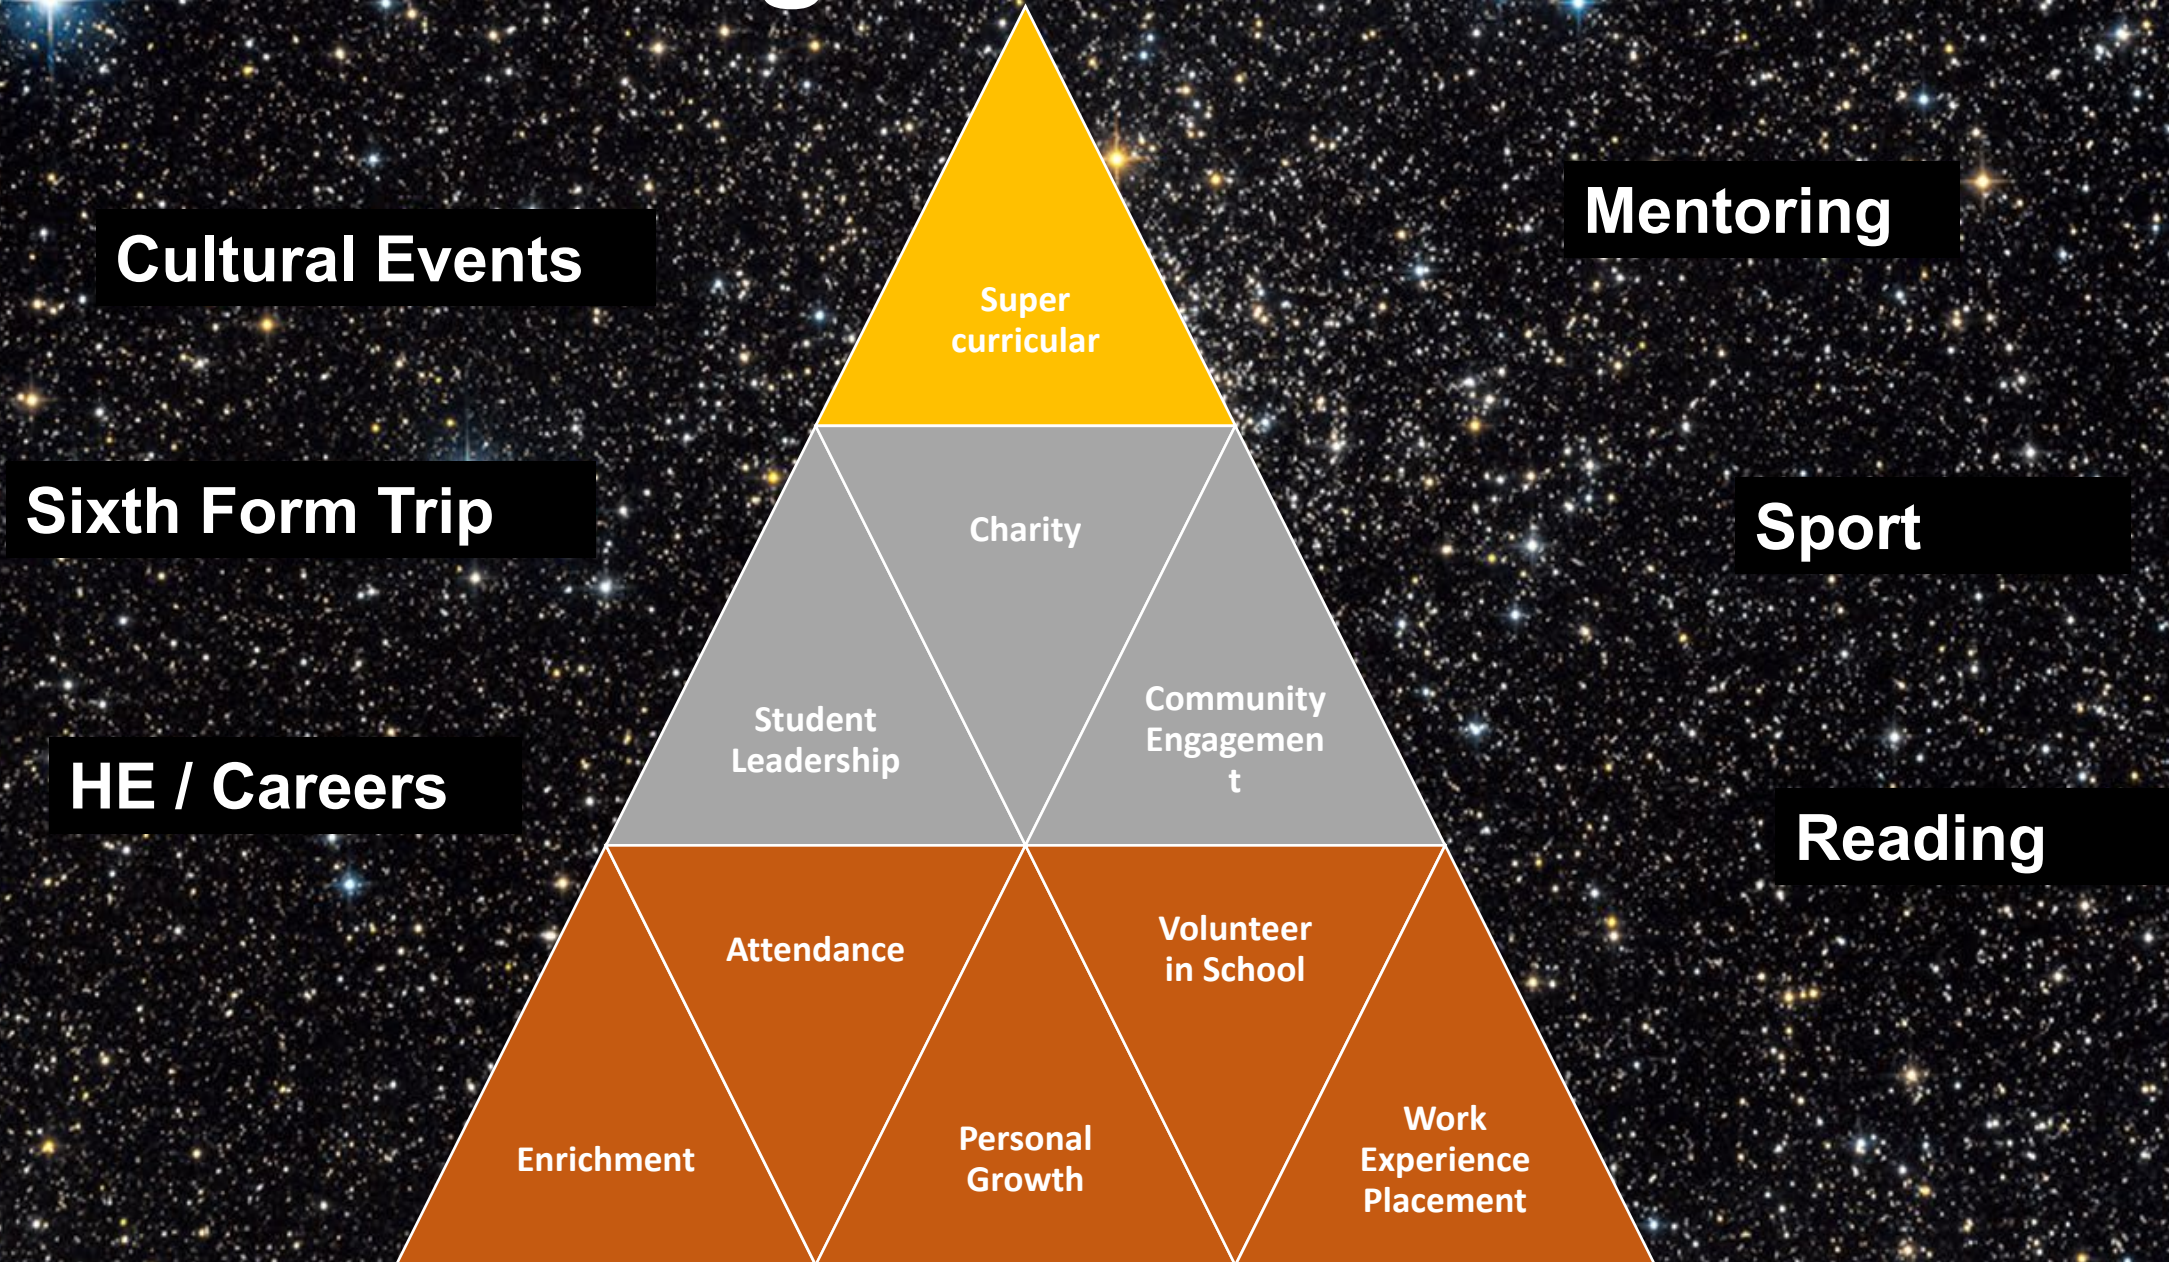 Cultural Events
Mentoring
Super
curricular
Sixth Form Trip
Sport
Charity
Student
Leadership
Community
Engagemen
t
HE / Careers
Reading
Attendance
Volunteer
in School
Enrichment
Personal
Growth
Work
Experience
Placement